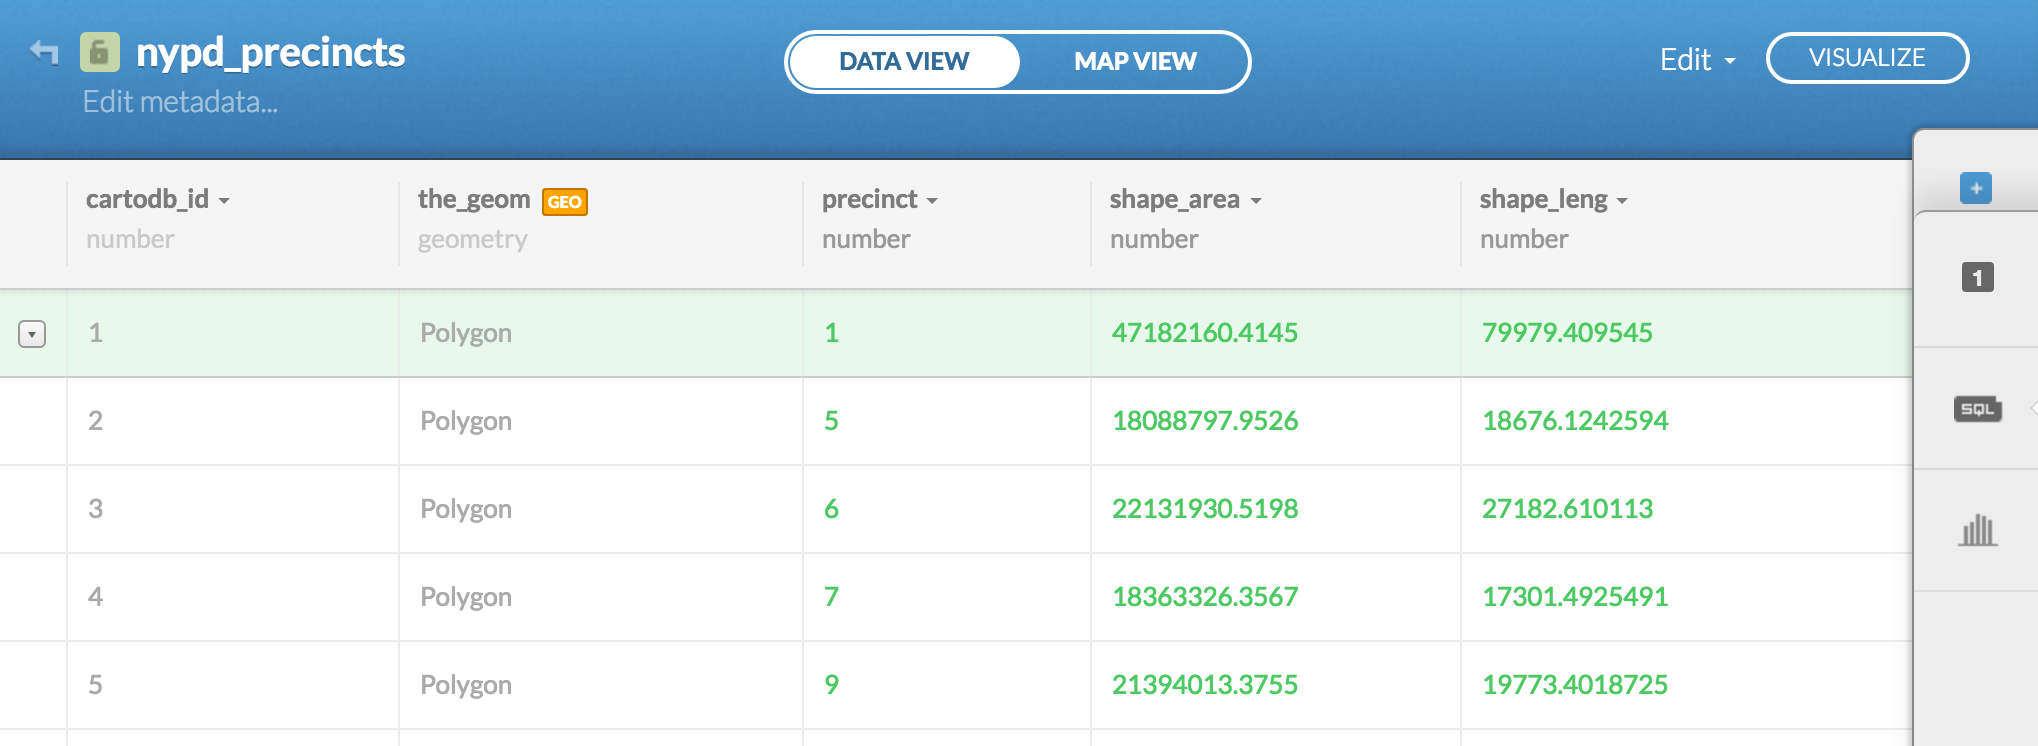 nypd_precincts
Edit metadata...
DATA VIEW MAP VIEW
Edit VISUALIZE
cartodb_id the_geom GEO precinct shape_area shape_leng
number geometry number number number
1 Polygon 1 47182160.4145 79979.409545
2 Polygon 5 18088797.9526 18676.1242594
3 Polygon 6 22131930.5198 27182.610113
4 Polygon 7 18363326.3567 17301.4925491
5 Polygon 9 21394013.3755 19773.4018725
+
1
SQL